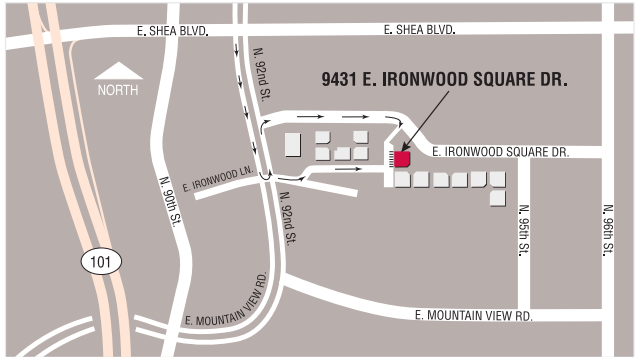 E. SHEA BLVD.
E. SHEA BLVD.
N. 92nd St.
NORTH
9431 E. IRONWOOD SQUARE DR.
E. IRONWOOD SQUARE DR.
E. IRONWOOD LN.
N. 90th St.
N. 92nd St.
N. 95th St.
N. 96th St.
101
E. MOUNTAIN VIEW RD.
E. MOUNTAIN VIEW RD.